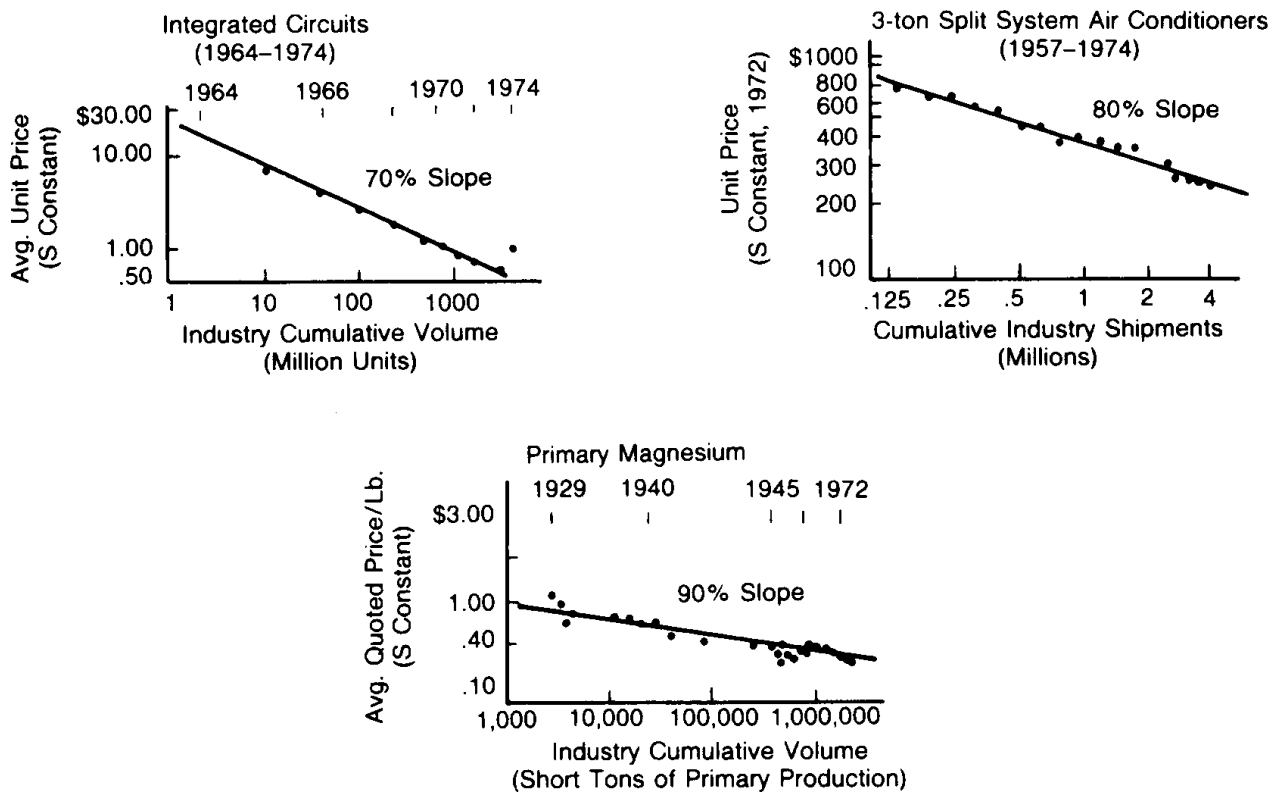 Integrated Circuits
(1964–1974)
1964 1966 1970 1974
$30.00
10.00
1.00
.50
Avg. Unit Price
(S Constant)
70% Slope
1 10 100 1000
Industry Cumulative Volume
(Million Units)
3-ton Split System Air Conditioners
(1957–1974)
$1000
800
600
400
300
200
100
Unit Price
(S Constant, 1972)
80% Slope
.125 .25 .5 1 2 4
Cumulative Industry Shipments
(Millions)
Primary Magnesium
1929 1940 1945 1972
$3.00
1.00
.40
.10
Avg. Quoted Price/Lb.
(S Constant)
90% Slope
1,000 10,000 100,000 1,000,000
Industry Cumulative Volume
(Short Tons of Primary Production)